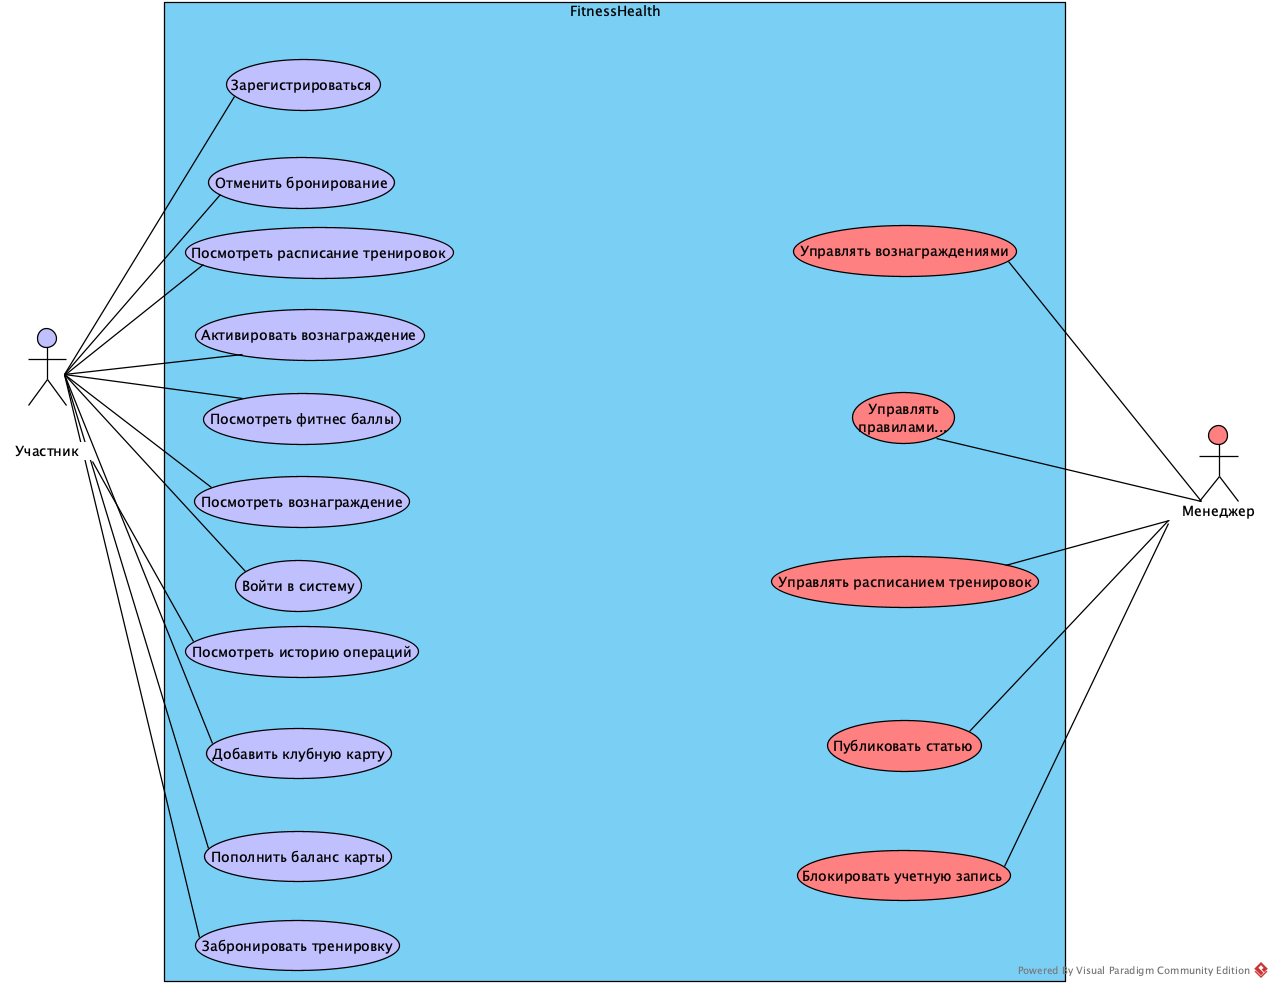 FitnessHealth
Зарегистрироваться
Отменить бронирование
Посмотреть расписание тренировок
Управлять вознаграждениями
Активировать вознаграждение
Посмотреть фитнес баллы
Управлять
правилами...
Участник
Посмотреть вознаграждение
Менеджер
Войти в систему
Управлять расписанием тренировок
Посмотреть историю операций
Добавить клубную карту
Публиковать статью
Пополнить баланс карты
Блокировать учетную запись
Забронировать тренировку
Powered By Visual Paradigm Community Edition